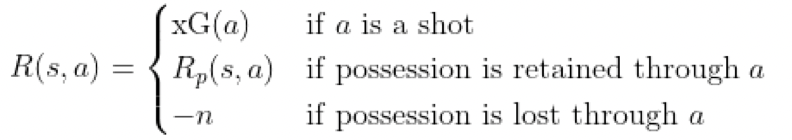 xG(a) if a is a shot
R(s, a) = { R_p(s, a) if possession is retained through a
−n if possession is lost through a